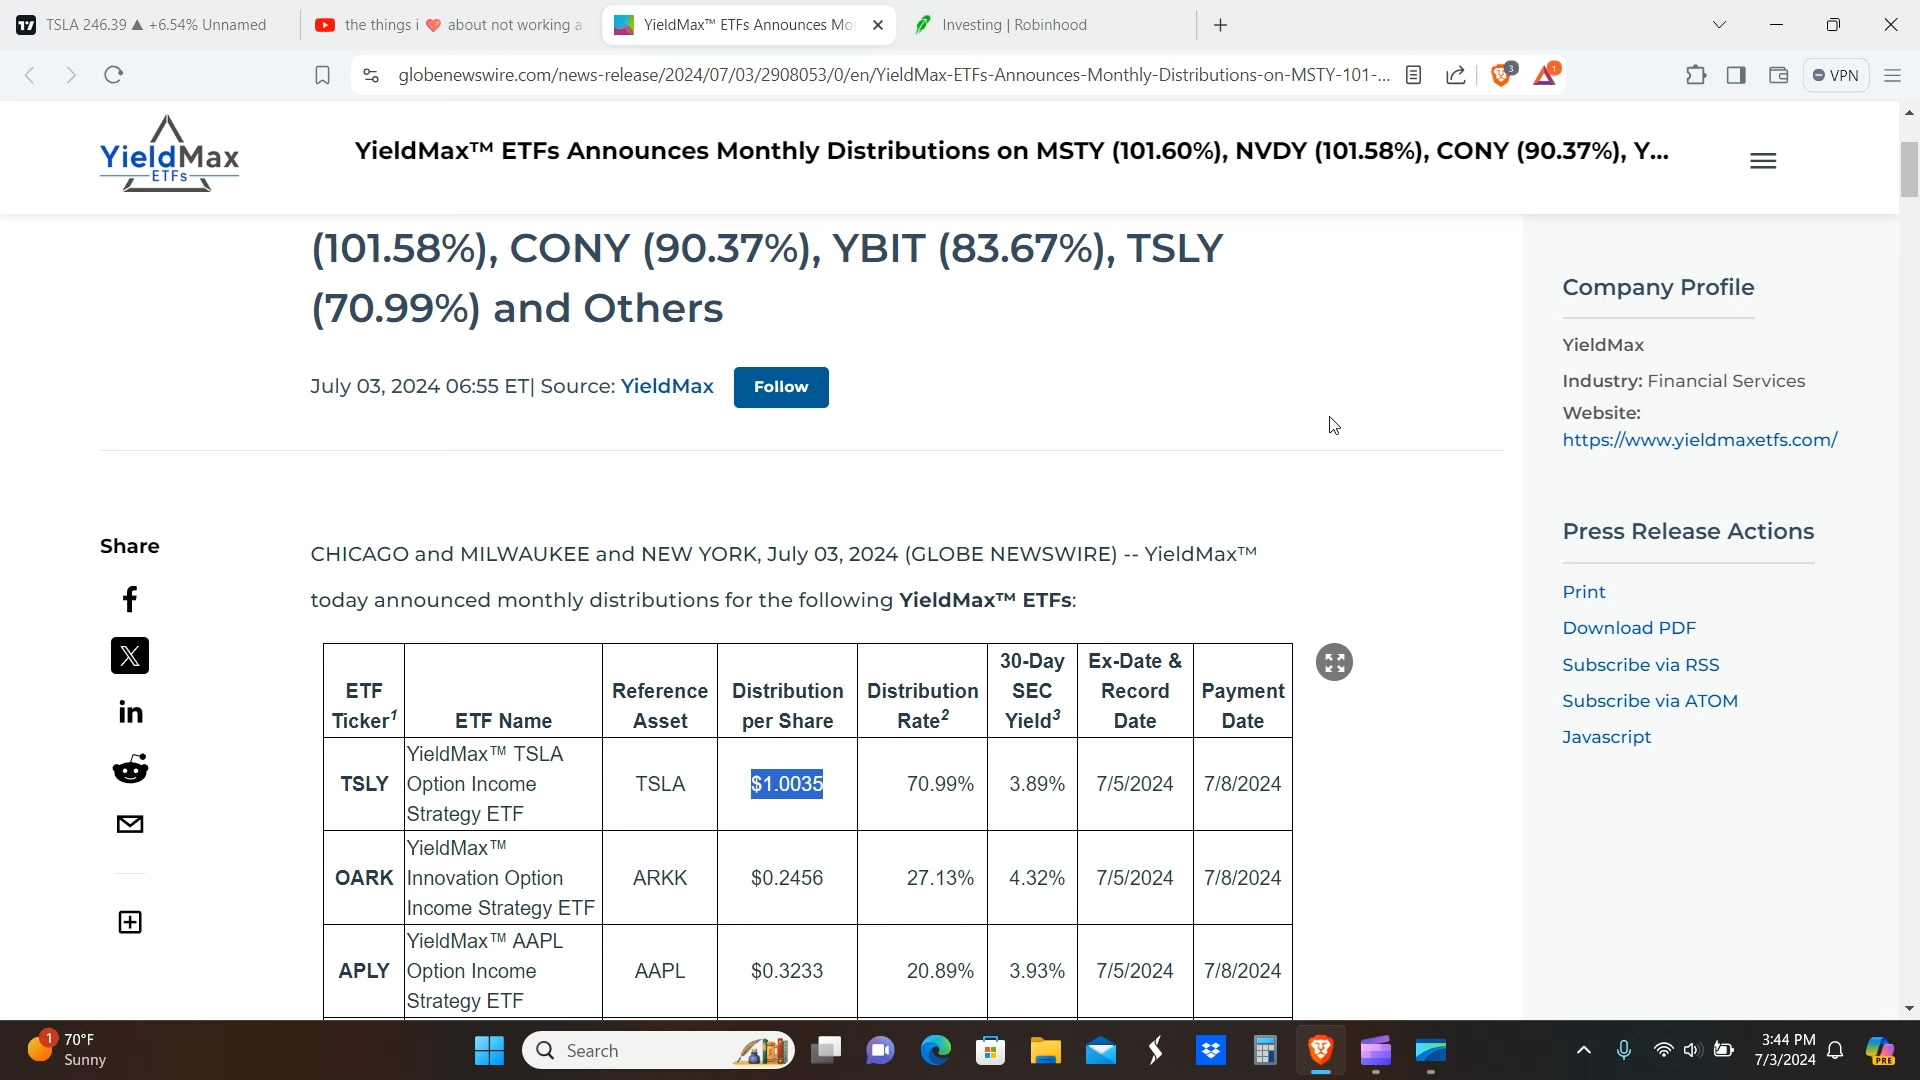 TSLA 246.39 ▲ +6.54% Unnamed
the things i ❤️ about not working a
YieldMax™ ETFs Announces Mo
Investing | Robinhood
globenewswire.com/news-release/2024/07/03/2908053/0/en/YieldMax-ETFs-Announces-Monthly-Distributions-on-MSTY-101-...
3
1
VPN
YieldMax
ETFs
YieldMax™ ETFs Announces Monthly Distributions on MSTY (101.60%), NVDY (101.58%), CONY (90.37%), Y...
(101.58%), CONY (90.37%), YBIT (83.67%), TSLY
(70.99%) and Others
July 03, 2024 06:55 ET| Source: YieldMax
Follow
Company Profile
YieldMax
Industry: Financial Services
Website:
https://www.yieldmaxetfs.com/
Press Release Actions
Print
Download PDF
Subscribe via RSS
Subscribe via ATOM
Javascript
Share
CHICAGO and MILWAUKEE and NEW YORK, July 03, 2024 (GLOBE NEWSWIRE) -- YieldMax™
today announced monthly distributions for the following YieldMax™ ETFs:
ETF
Ticker1
ETF Name
Reference
Asset
Distribution
per Share
Distribution
Rate2
30-Day
SEC
Yield3
Ex-Date &
Record
Date
Payment
Date
TSLY
YieldMax™ TSLA
Option Income
Strategy ETF
TSLA
$1.0035
70.99%
3.89%
7/5/2024
7/8/2024
OARK
YieldMax™
Innovation Option
Income Strategy ETF
ARKK
$0.2456
27.13%
4.32%
7/5/2024
7/8/2024
APLY
YieldMax™ AAPL
Option Income
Strategy ETF
AAPL
$0.3233
20.89%
3.93%
7/5/2024
7/8/2024
1
70°F
Sunny
Search
3:44 PM
7/3/2024
PRE